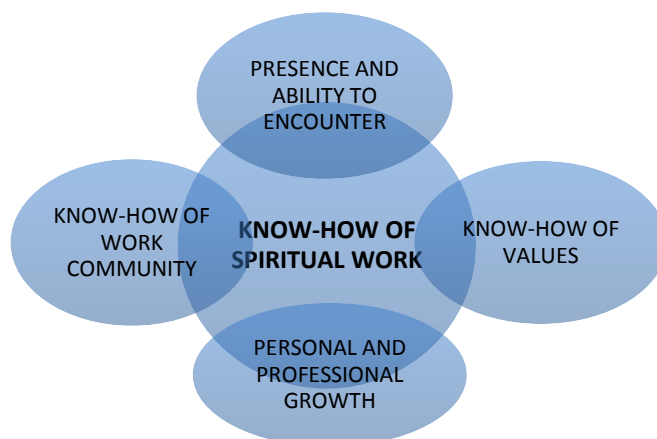 PRESENCE AND
ABILITY TO
ENCOUNTER
KNOW-HOW OF
WORK
COMMUNITY
KNOW-HOW OF
SPIRITUAL WORK
KNOW-HOW OF
VALUES
PERSONAL AND
PROFESSIONAL
GROWTH